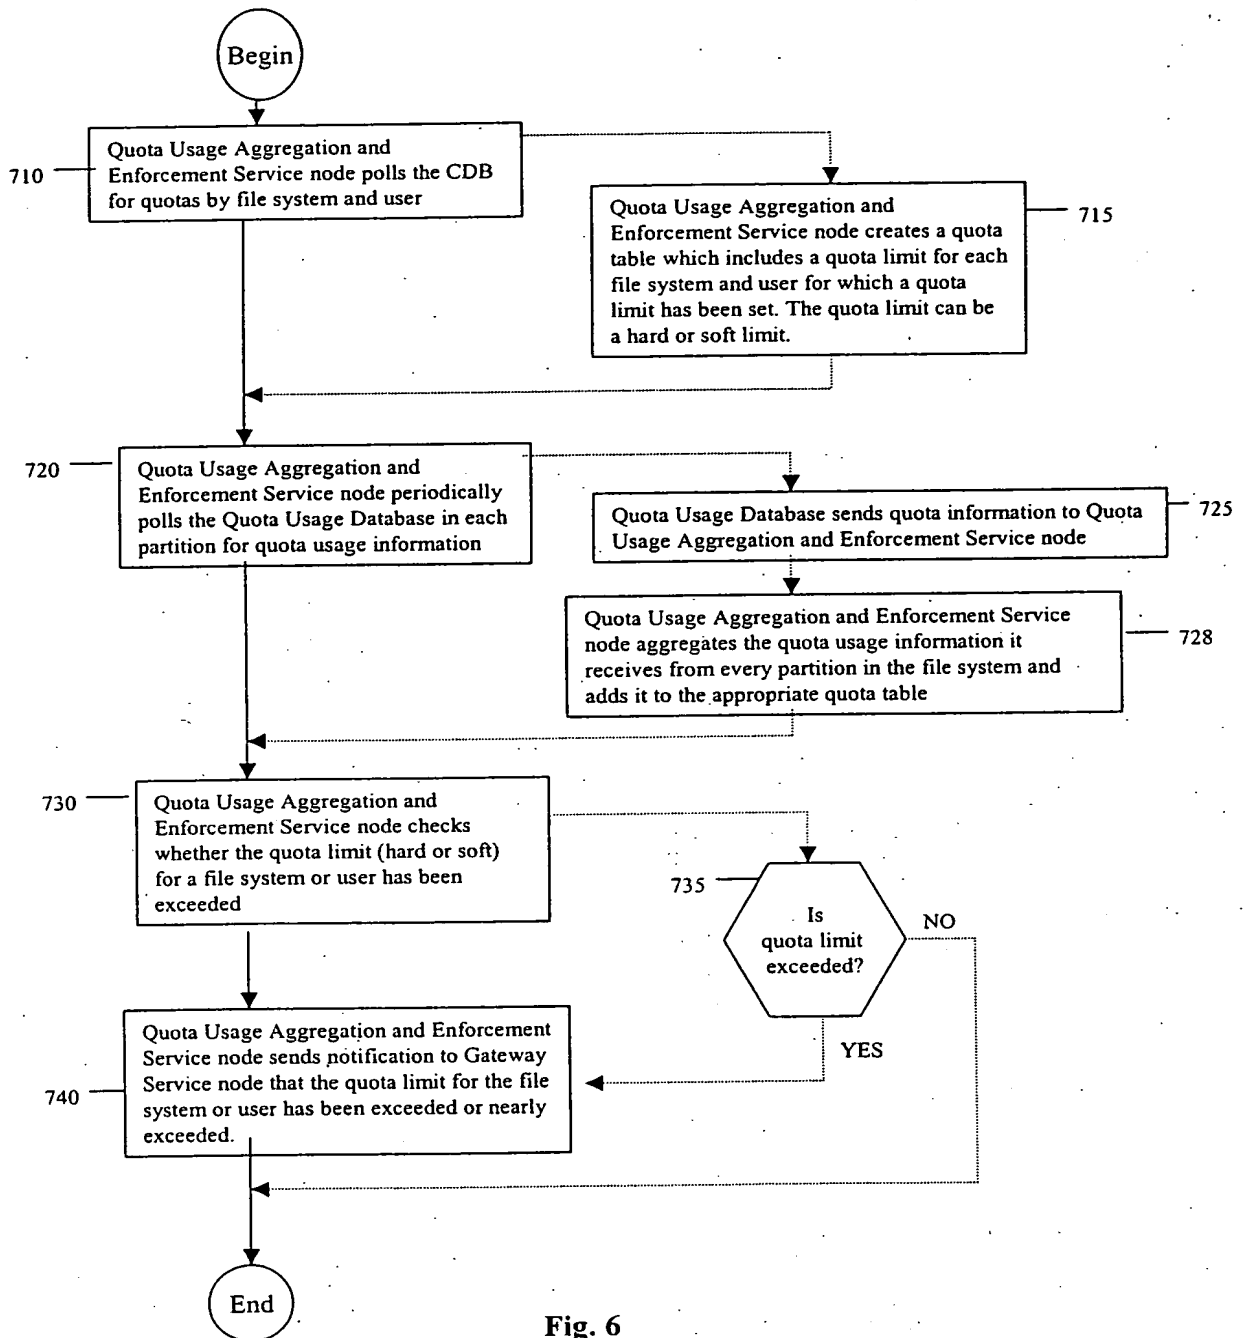 Begin
710
Quota Usage Aggregation and
Enforcement Service node polls the CDB
for quotas by file system and user
Quota Usage Aggregation and
Enforcement Service node creates a quota
table which includes a quota limit for each
file system and user for which a quota
limit has been set. The quota limit can be
a hard or soft limit.
715
720
Quota Usage Aggregation and
Enforcement Service node periodically
polls the Quota Usage Database in each
partition for quota usage information
Quota Usage Database sends quota information to Quota
Usage Aggregation and Enforcement Service node
725
Quota Usage Aggregation and Enforcement Service
node aggregates the quota usage information it
receives from every partition in the file system and
adds it to the appropriate quota table
728
730
Quota Usage Aggregation and
Enforcement Service node checks
whether the quota limit (hard or soft)
for a file system or user has been
exceeded
735
Is
quota limit
exceeded?
NO
YES
740
Quota Usage Aggregation and Enforcement
Service node sends notification to Gateway
Service node that the quota limit for the file
system or user has been exceeded or nearly
exceeded.
End
Fig. 6